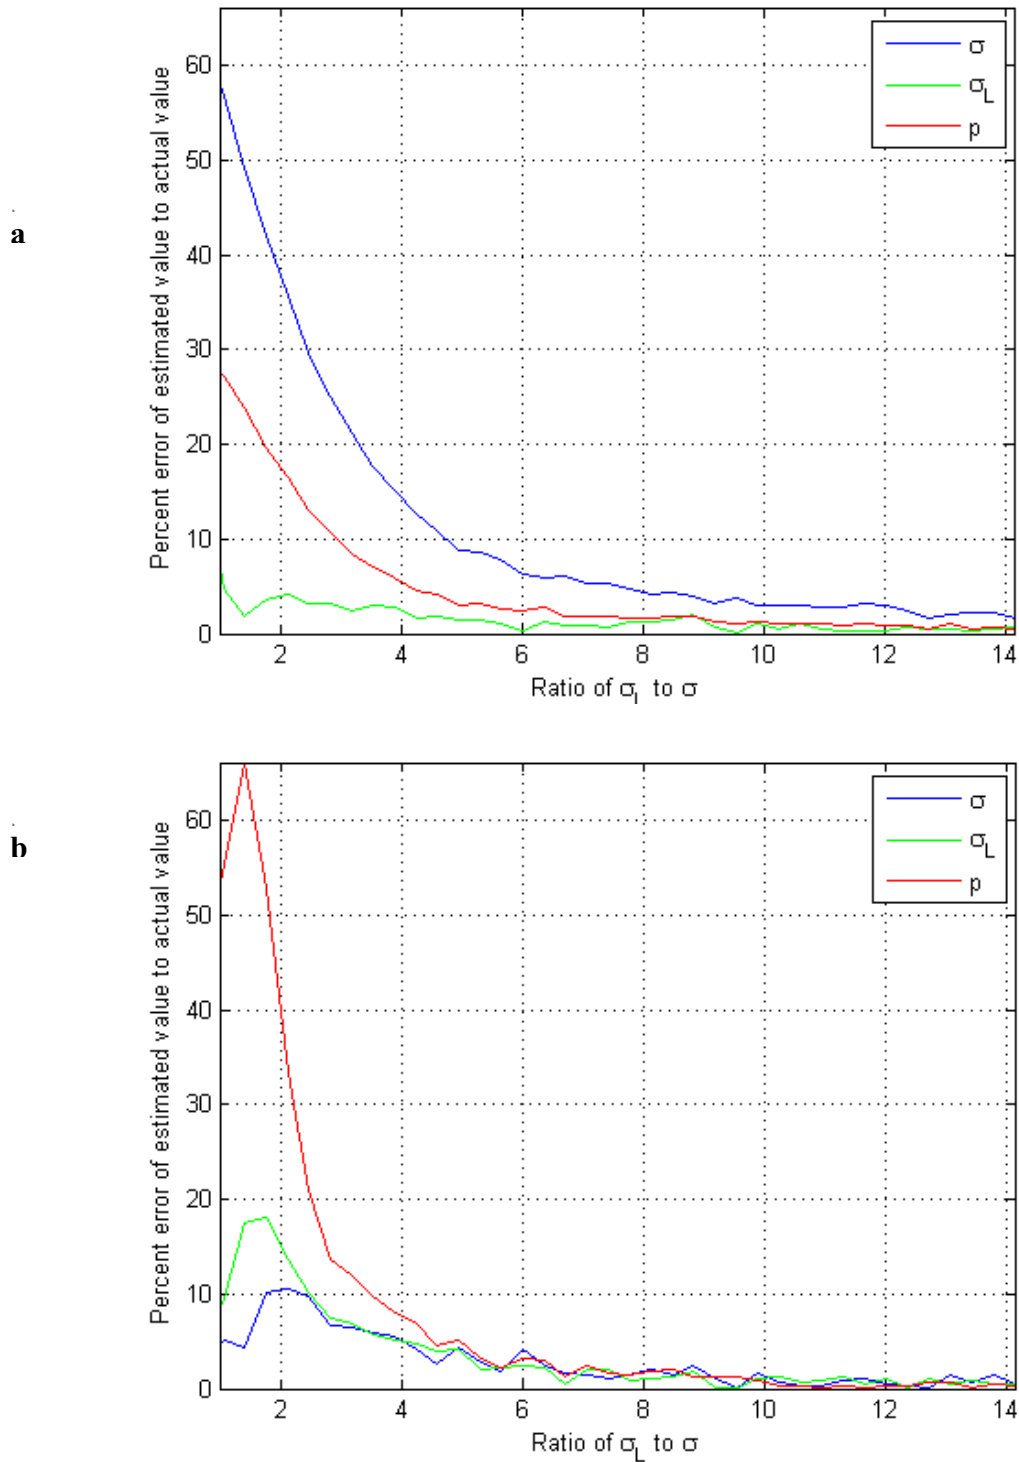 a
Percent error of estimated value to actual value
60
50
40
30
20
10
0
2 4 6 8 10 12 14
Ratio of σL to σ
σ
σL
p
b
Percent error of estimated value to actual value
60
50
40
30
20
10
0
2 4 6 8 10 12 14
Ratio of σL to σ
σ
σL
p